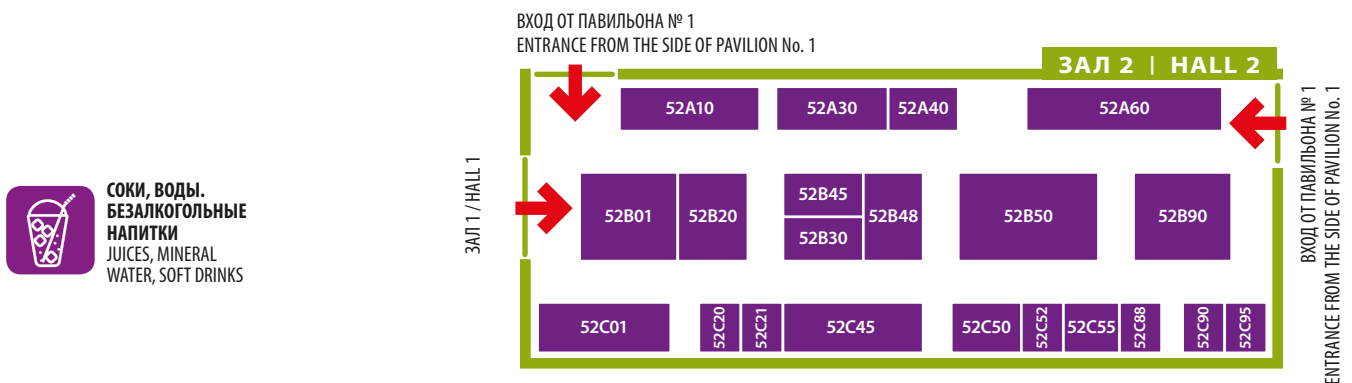 ВХОД ОТ ПАВИЛЬОНА № 1
ENTRANCE FROM THE SIDE OF PAVILION No. 1
ЗАЛ 2 | HALL 2
52A10
52A30
52A40
52A60
ВХОД ОТ ПАВИЛЬОНА № 1
ENTRANCE FROM THE SIDE OF PAVILION No. 1
ЗАЛ 1 / HALL 1
СОКИ, ВОДЫ.
БЕЗАЛКОГОЛЬНЫЕ
НАПИТКИ
JUICES, MINERAL
WATER, SOFT DRINKS
52B01
52B20
52B45
52B30
52B48
52B50
52B90
52C01
52C20
52C21
52C45
52C50
52C52
52C55
52C88
52C90
52C95